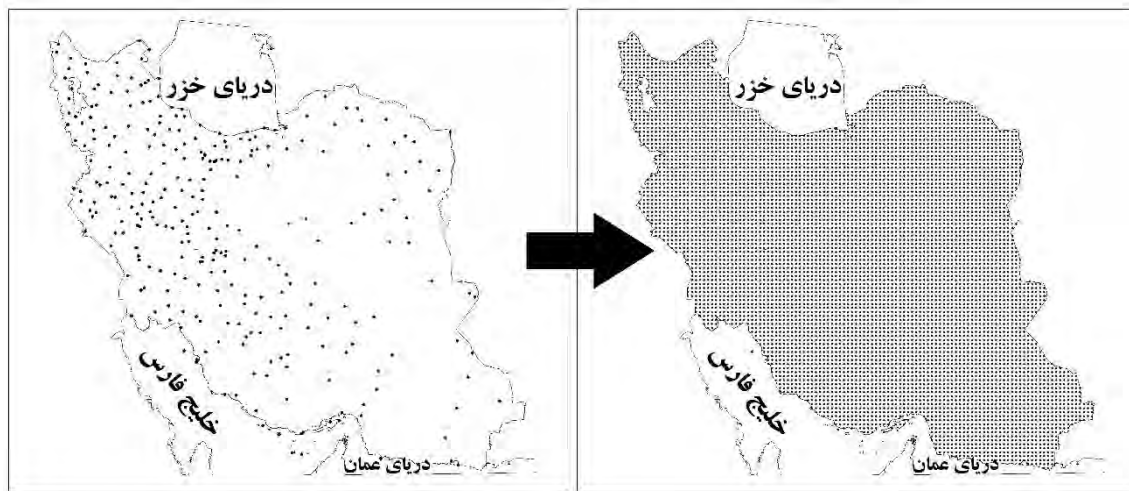 دریای خزر
خلیج فارس
دریای عمان
دریای خزر
خلیج فارس
دریای عمان